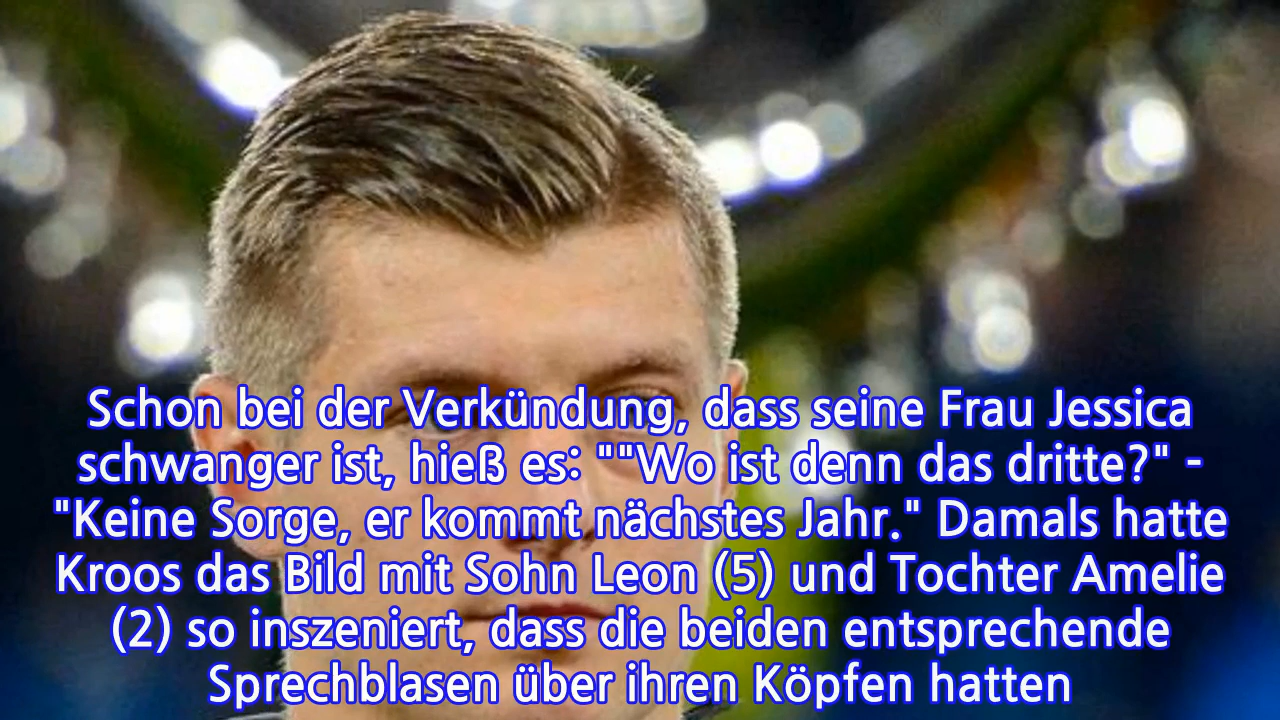 Schon bei der Verkündung, dass seine Frau Jessica
schwanger ist, hieß es: ""Wo ist denn das dritte?" -
"Keine Sorge, er kommt nächstes Jahr." Damals hatte
Kroos das Bild mit Sohn Leon (5) und Tochter Amelie
(2) so inszeniert, dass die beiden entsprechende
Sprechblasen über ihren Köpfen hatten